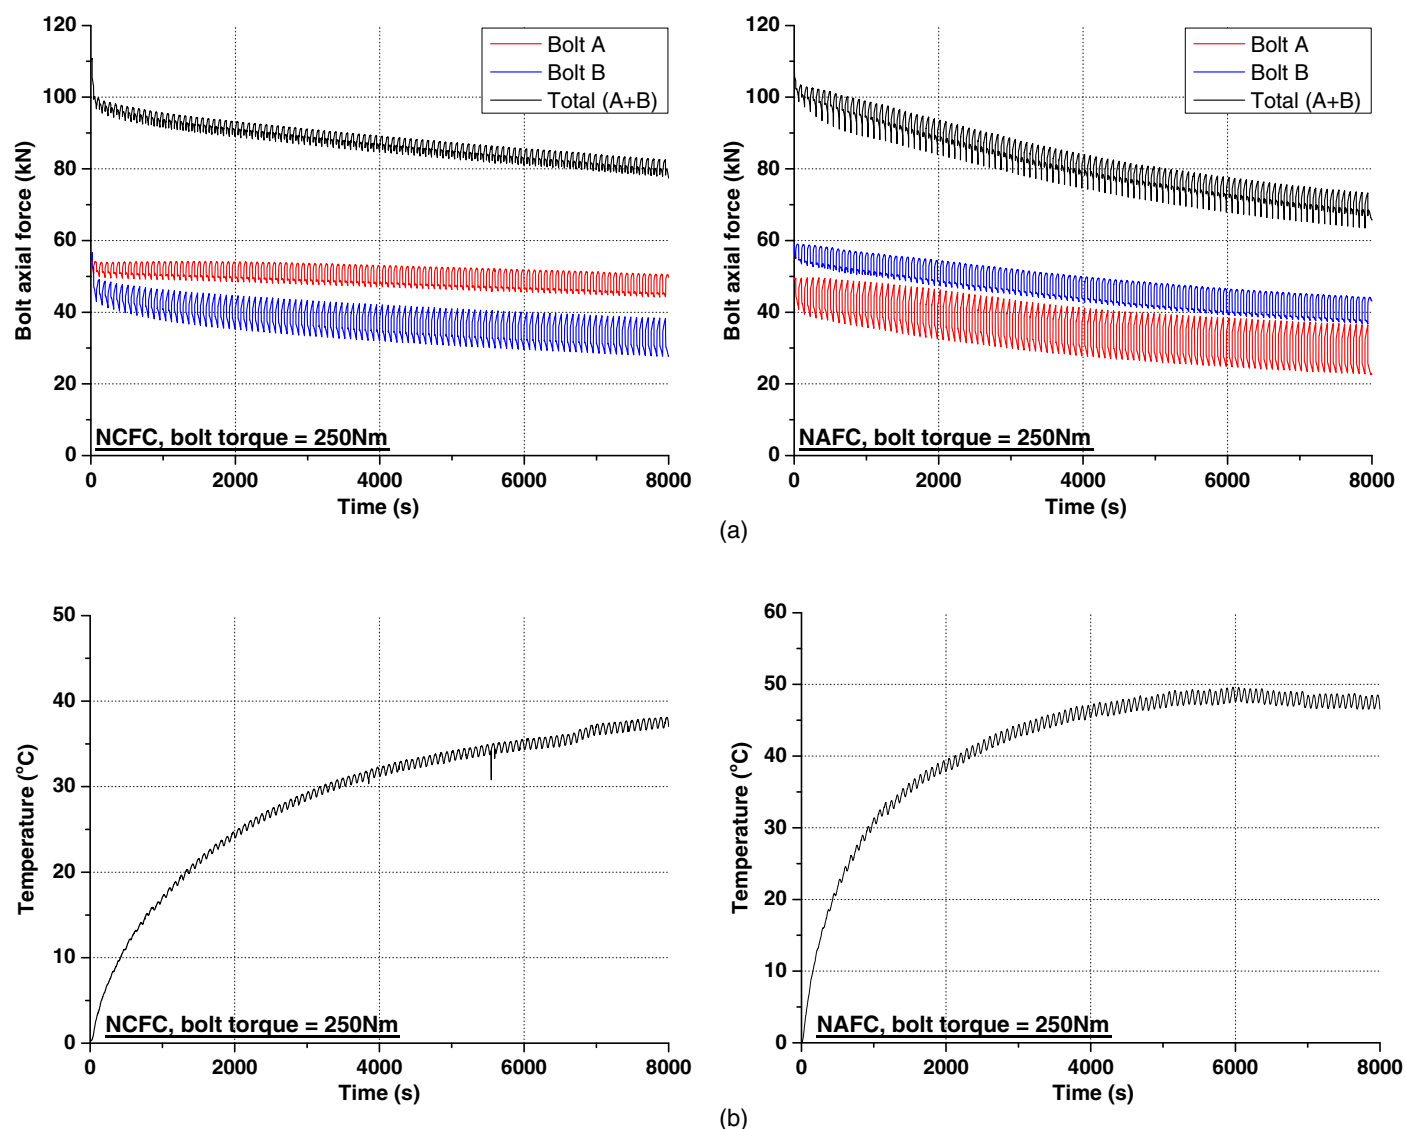 120
100
80
60
40
20
0
Bolt axial force (kN)
Bolt A
Bolt B
Total (A+B)
NCFC, bolt torque = 250Nm
0 2000 4000 6000 8000
Time (s)
120
100
80
60
40
20
0
Bolt axial force (kN)
Bolt A
Bolt B
Total (A+B)
NAFC, bolt torque = 250Nm
0 2000 4000 6000 8000
Time (s)
(a)
50
40
30
20
10
0
Temperature (°C)
NCFC, bolt torque = 250Nm
0 2000 4000 6000 8000
Time (s)
60
50
40
30
20
10
0
Temperature (°C)
NAFC, bolt torque = 250Nm
0 2000 4000 6000 8000
Time (s)
(b)